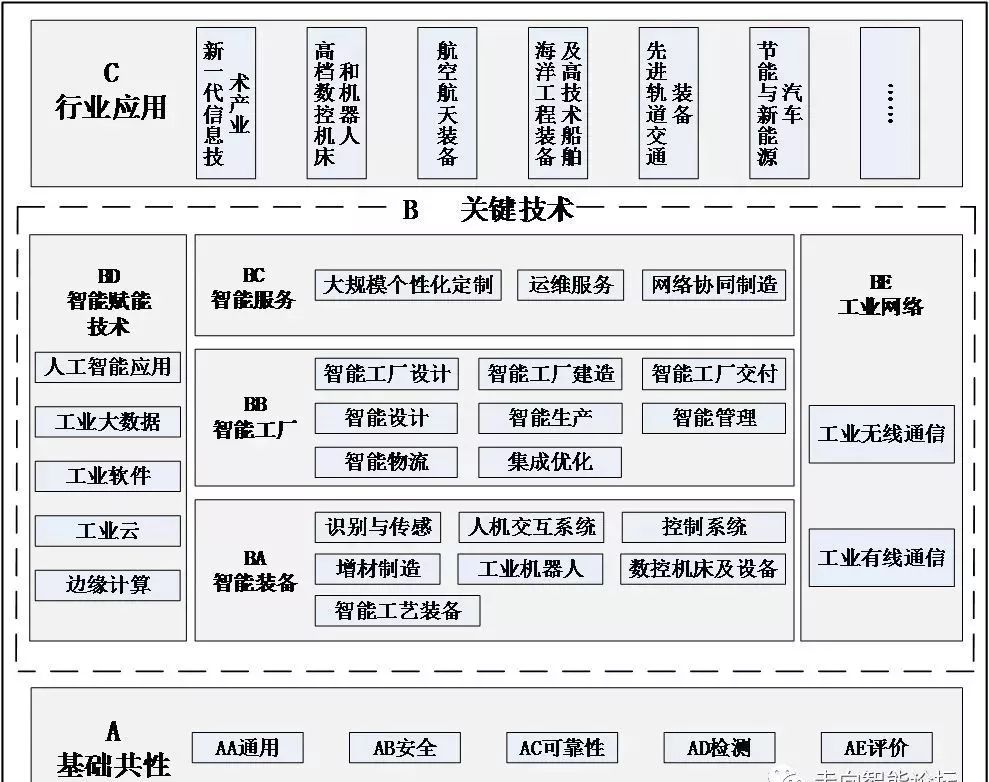 C
行业应用
新一代信息技
术产业
高档数控机床
和机器人
航空航天装备
海洋工程装备
及高技术船舶
先进轨道交通
装备
节能与新能源
汽车
……
B 关键技术
BD
智能赋能
技术
人工智能应用
工业大数据
工业软件
工业云
边缘计算
BC
智能服务
大规模个性化定制
运维服务
网络协同制造
BB
智能工厂
智能工厂设计
智能工厂建造
智能工厂交付
智能设计
智能生产
智能管理
智能物流
集成优化
BA
智能装备
识别与传感
人机交互系统
控制系统
增材制造
工业机器人
数控机床及设备
智能工艺装备
BE
工业网络
工业无线通信
工业有线通信
A
基础共性
AA通用
AB安全
AC可靠性
AD检测
AE评价
走向智能论坛